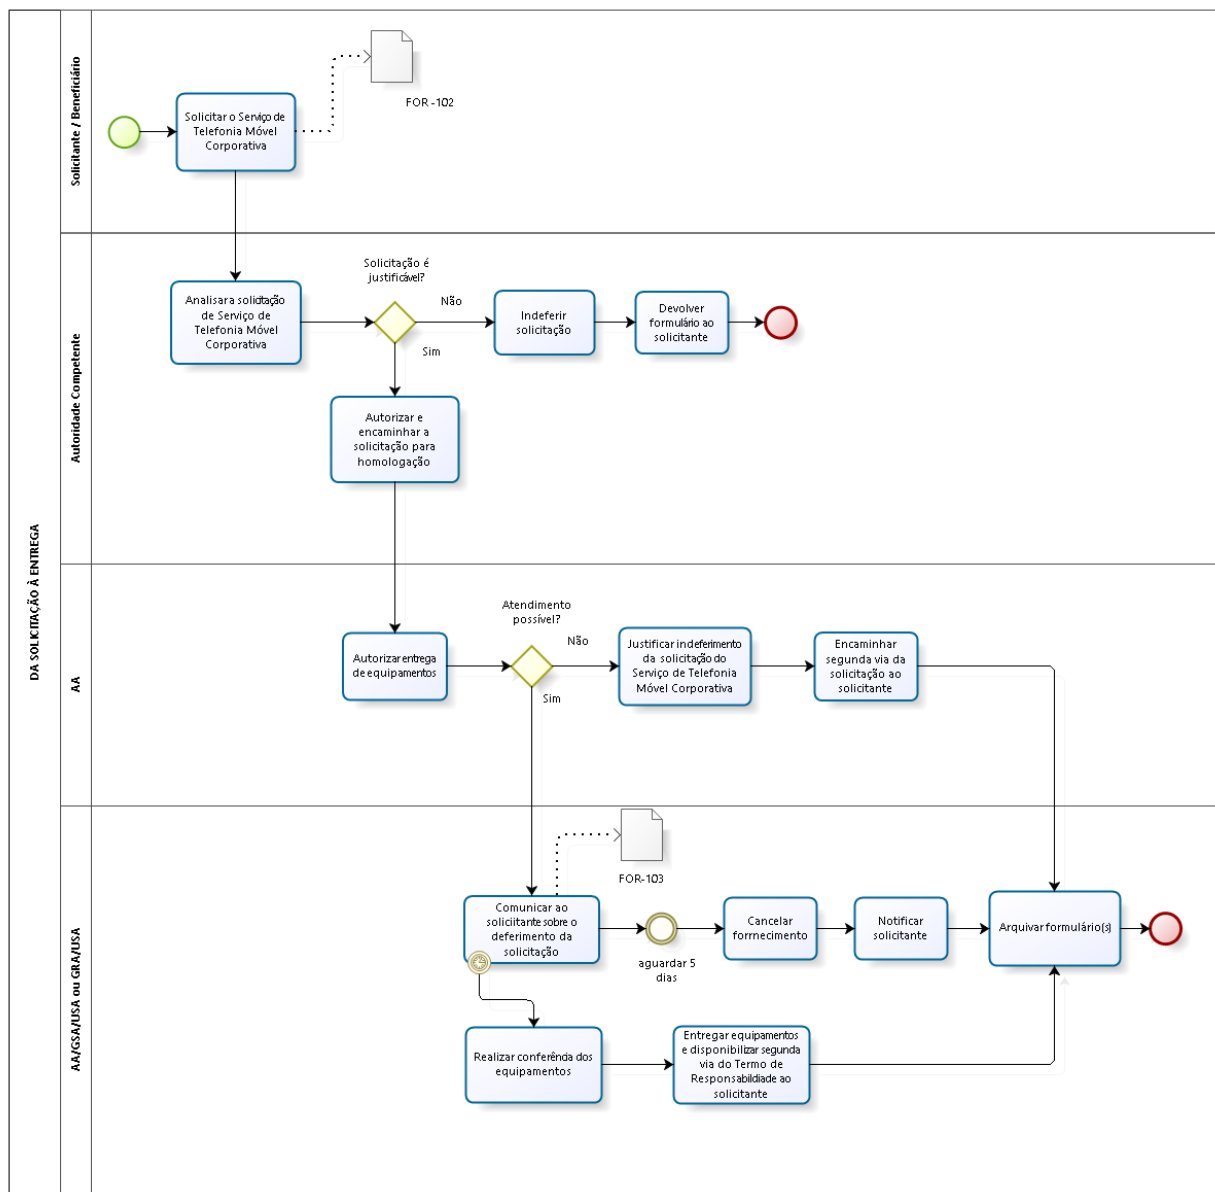 DA SOLICITAÇÃO À ENTREGA
Solicitante / Beneficiário
Solicitar o Serviço de
Telefonia Móvel
Corporativa
FOR -102
Autoridade Competente
Analisar a solicitação
de Serviço de
Telefonia Móvel
Corporativa
Solicitação é
justificável?
Não
Sim
Indeferir
solicitação
Devolver
formulário ao
solicitante
Autorizar e
encaminhar a
solicitação para
homologação
AA
Autorizar entrega
de equipamentos
Atendimento
possível?
Não
Sim
Justificar indeferimento
da solicitação do
Serviço de Telefonia
Móvel Corporativa
Encaminhar
segunda via da
solicitação ao
solicitante
AA/GSA/USA ou GRA/USA
FOR-103
Comunicar ao
soliciitante sobre o
deferimento da
solicitação
aguardar 5
dias
Cancelar
forrnecimento
Notificar
solicitante
Arquivar formulário(s)
Realizar conferência dos
equipamentos
Entregar equipamentos
e disponibilizar segunda
via do Termo de
Responsabildiade ao
solicitante